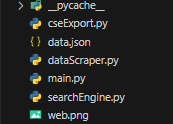 __pycache__
cseExport.py
data.json
dataScraper.py
main.py
searchEngine.py
web.png